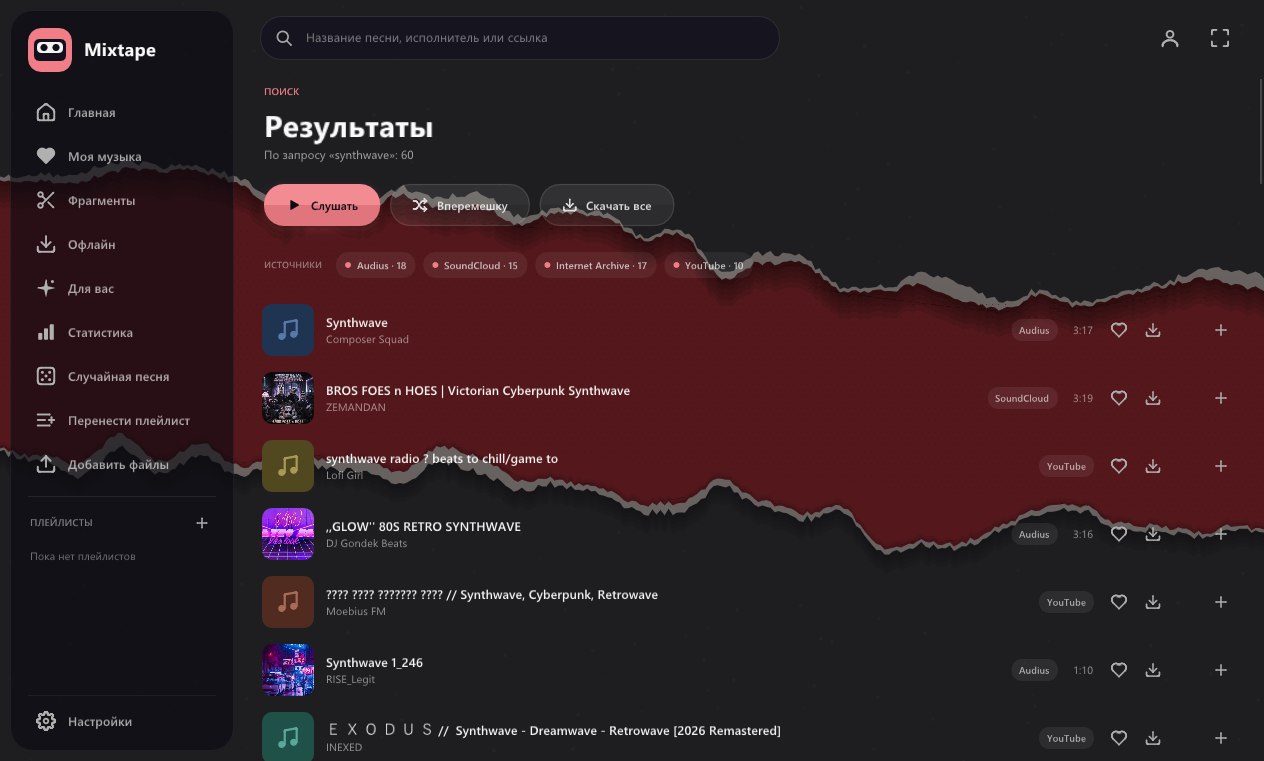 Mixtape
Название песни, исполнитель или ссылка
Главная
Моя музыка
Фрагменты
Офлайн
Для вас
Статистика
Случайная песня
Перенести плейлист
Добавить файлы
ПЛЕЙЛИСТЫ
Пока нет плейлистов
Настройки
ПОИСК
Результаты
По запросу «synthwave»: 60
Слушать Вперемешку Скачать все
ИСТОЧНИКИ Audius · 18 SoundCloud · 15 Internet Archive · 17 YouTube · 10
Synthwave
Composer Squad
Audius 3:17
BROS FOES n HOES | Victorian Cyberpunk Synthwave
ZEMANDAN
SoundCloud 3:19
synthwave radio ? beats to chill/game to
Lofi Girl
YouTube
,,GLOW'' 80S RETRO SYNTHWAVE
DJ Gondek Beats
Audius 3:16
???? ???? ??????? ???? // Synthwave, Cyberpunk, Retrowave
Moebius FM
YouTube
Synthwave 1_246
RISE_Legit
Audius 1:10
ＥＸＯＤＵＳ // Synthwave - Dreamwave - Retrowave [2026 Remastered]
INEXED
YouTube